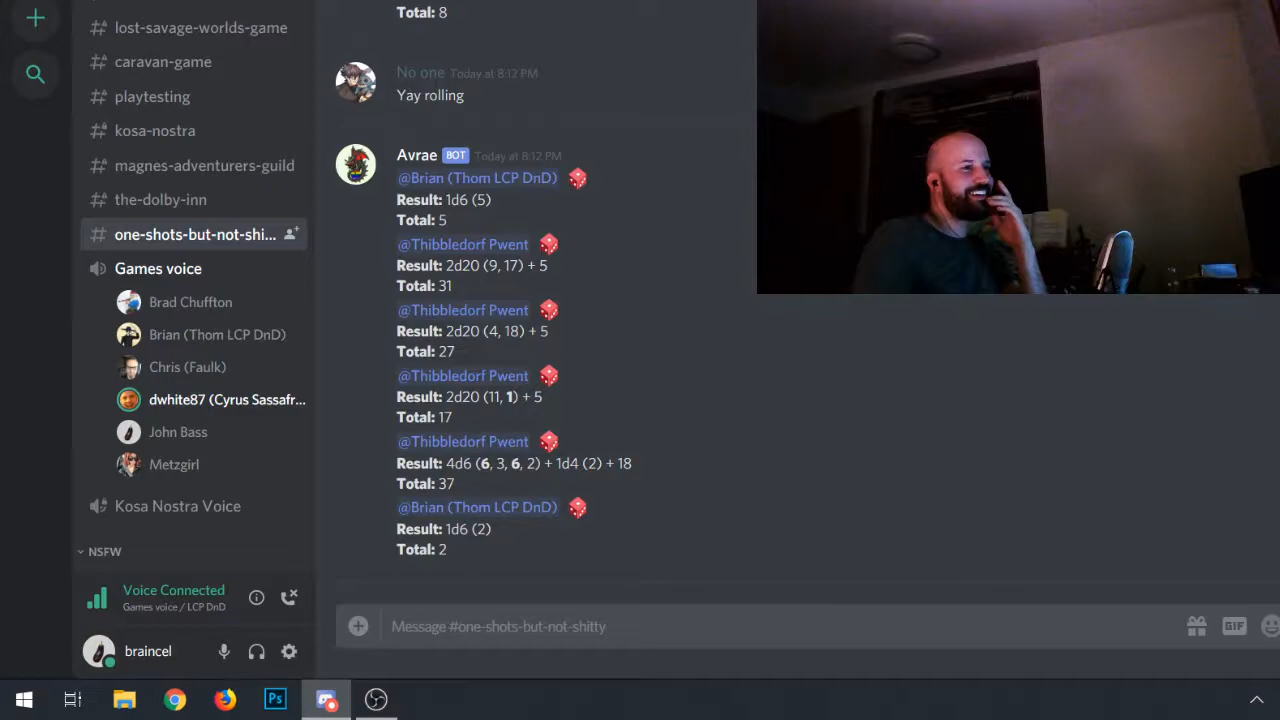 lost-savage-worlds-game
caravan-game
playtesting
kosa-nostra
magnes-adventurers-guild
the-dolby-inn
one-shots-but-not-shi...
Games voice
Brad Chuffton
Brian (Thom LCP DnD)
Chris (Faulk)
dwhite87 (Cyrus Sassafr...
John Bass
Metzgirl
Kosa Nostra Voice
NSFW
Voice Connected
Games voice / LCP DnD
braincel
Total: 8
No one Today at 8:12 PM
Yay rolling
Avrae BOT Today at 8:12 PM
@Brian (Thom LCP DnD)
Result: 1d6 (5)
Total: 5
@Thibbledorf Pwent
Result: 2d20 (9, 17) + 5
Total: 31
@Thibbledorf Pwent
Result: 2d20 (4, 18) + 5
Total: 27
@Thibbledorf Pwent
Result: 2d20 (11, 1) + 5
Total: 17
@Thibbledorf Pwent
Result: 4d6 (6, 3, 6, 2) + 1d4 (2) + 18
Total: 37
@Brian (Thom LCP DnD)
Result: 1d6 (2)
Total: 2
Message #one-shots-but-not-shitty
GIF
Ps